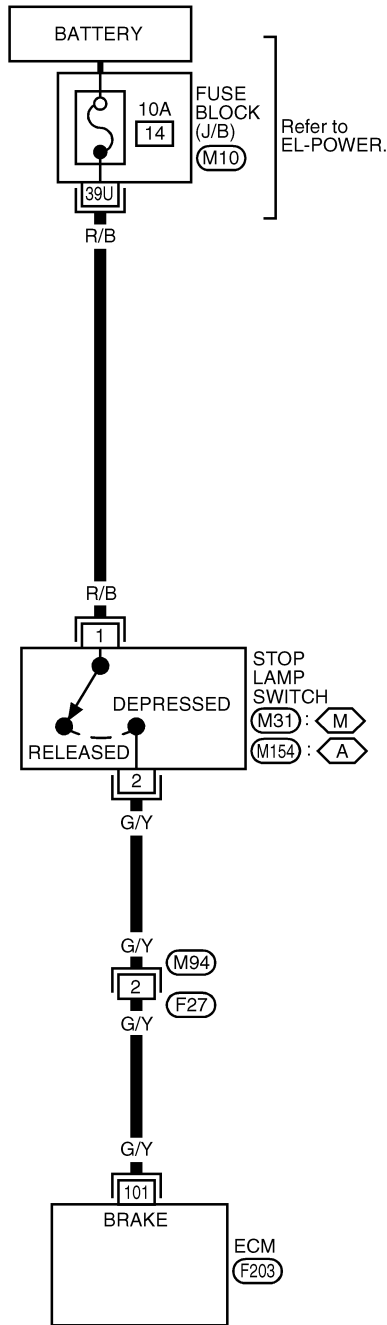 BATTERY
10A
14
FUSE
BLOCK
(J/B)
M10
Refer to
EL-POWER.
39U
R/B
R/B
1
STOP
LAMP
SWITCH
DEPRESSED
RELEASED
M31 : M
M154 : A
2
G/Y
G/Y
M94
2
F27
G/Y
G/Y
101
BRAKE
ECM
F203